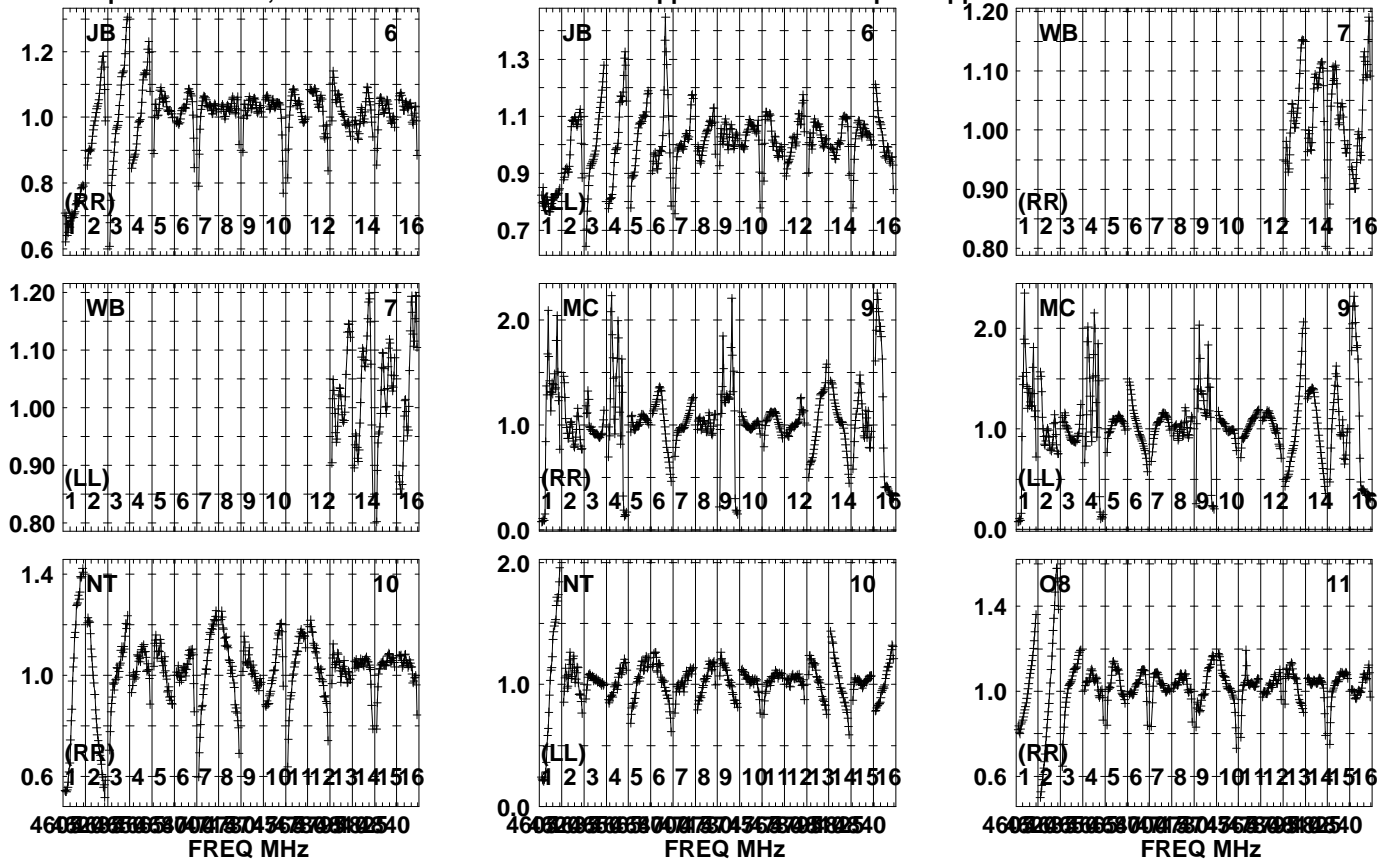 JB 6
1.2
1.0
0.8
0.6
(RR)
1 2 3 4 5 6 7 8 9 10 12 14 16
JB 6
1.3
1.1
0.9
0.7
(LL)
1 2 3 4 5 6 7 8 9 10 12 14 16
WB 7
1.20
1.10
1.00
0.90
0.80
(RR)
1 2 3 4 5 6 7 8 9 10 12 14 16
WB 7
1.20
1.10
1.00
0.90
0.80
(LL)
1 2 3 4 5 6 7 8 9 10 12 14 16
MC 9
2.0
1.0
0.0
(RR)
1 2 3 4 5 6 7 8 9 10 12 14 16
MC 9
2.0
1.0
0.0
(LL)
1 2 3 4 5 6 7 8 9 10 12 14 16
NT 10
1.4
1.0
0.6
(RR)
1 2 3 4 5 6 7 8 9 10 11 12 13 14 15 16
FREQ MHz
NT 10
2.0
1.0
0.0
(LL)
1 2 3 4 5 6 7 8 9 10 11 12 13 14 15 16
FREQ MHz
O8 11
1.4
1.0
0.6
(RR)
1 2 3 4 5 6 7 8 9 10 11 12 13 14 15 16
FREQ MHz